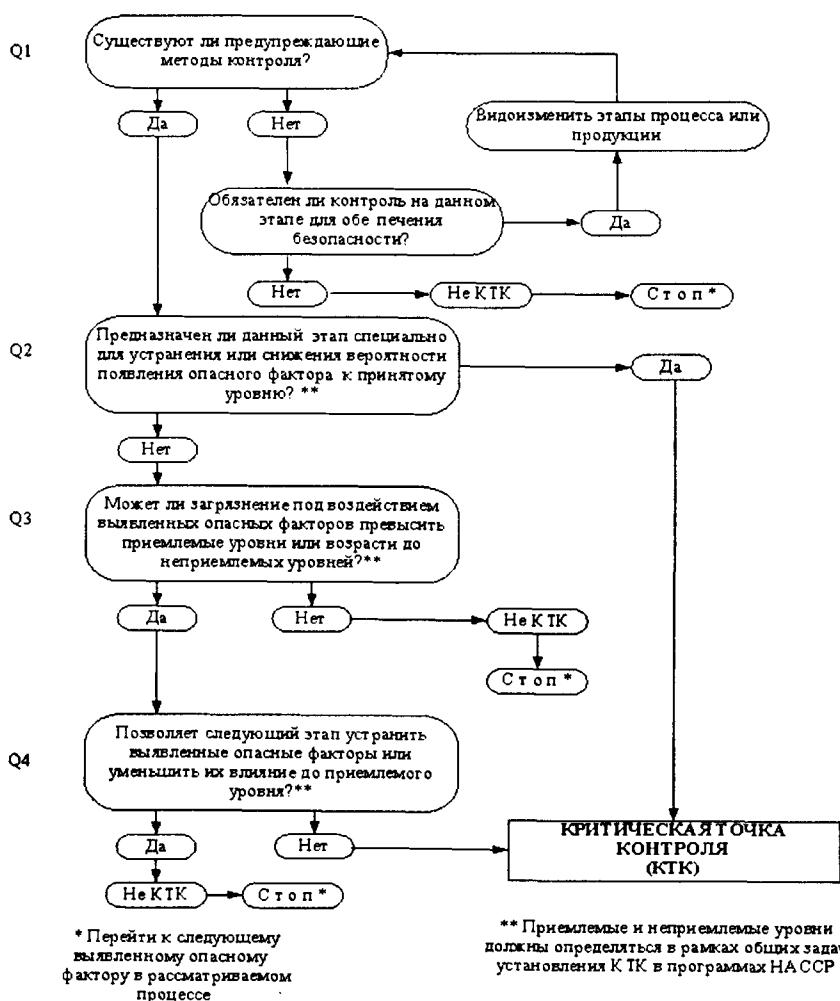 Q1
Существуют ли предупреждающие
методы контроля?
Да
Нет
Видоизменить этапы процесса или
продукции
Обязателен ли контроль на данном
этапе для обе печения
безопасности?
Да
Нет
Не КТК
Стоп *
Q2
Предназначен ли данный этап специально
для устранения или снижения вероятности
появления опасного фактора к принятому
уровню? **
Да
Нет
Q3
Может ли загрязнение под воздействием
выявленных опасных факторов превысить
приемлемые уровни или возрасти до
неприемлемых уровней?**
Да
Нет
Не КТК
Стоп *
Q4
Позволяет следующий этап устранить
выявленные опасные факторы или
уменьшить их влияние до приемлемого
уровня?**
Да
Нет
КРИТИЧЕСКАЯ ТОЧКА
КОНТРОЛЯ
(КТК)
Не КТК
Стоп *
* Перейти к следующему
выявленному опасному
фактору в рассматриваемом
процессе
** Приемлемые и неприемлемые уровни
должны определяться в рамках общих задач
установления КТК в программах НАССР